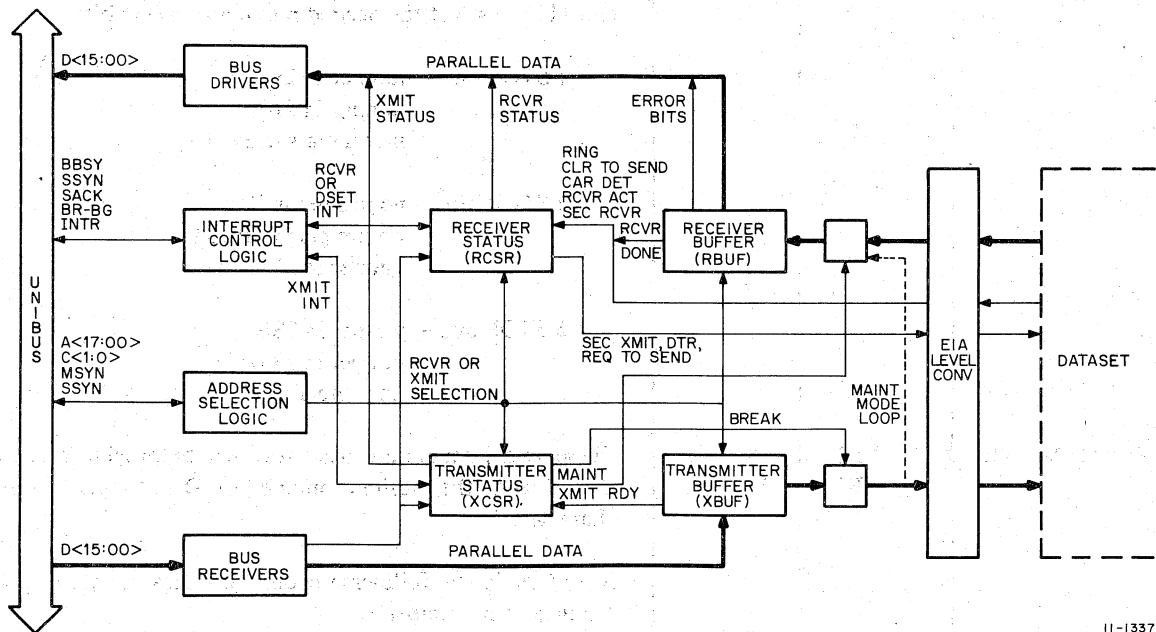 D<15:00>
BUS
DRIVERS
PARALLEL DATA
XMIT
STATUS
RCVR
STATUS
ERROR
BITS
BBSY
SSYN
SACK
BR-BG
INTR
INTERRUPT
CONTROL
LOGIC
RCVR
OR
DSET
INT
XMIT
INT
RECEIVER
STATUS
(RCSR)
RING
CLR TO SEND
CAR DET
RCVR ACT
SEC RCVR
RCVR
DONE
RECEIVER
BUFFER
(RBUF)
UNIBUS
A<17:00>
C<1:0>
MSYN
SSYN
ADDRESS
SELECTION
LOGIC
RCVR OR
XMIT
SELECTION
SEC XMIT, DTR,
REQ TO SEND
EIA
LEVEL
CONV
DATASET
MAINT
MODE
LOOP
BREAK
TRANSMITTER
STATUS
(XCSR)
MAINT
XMIT RDY
TRANSMITTER
BUFFER
(XBUF)
D<15:00>
BUS
RECEIVERS
PARALLEL DATA
11-1337